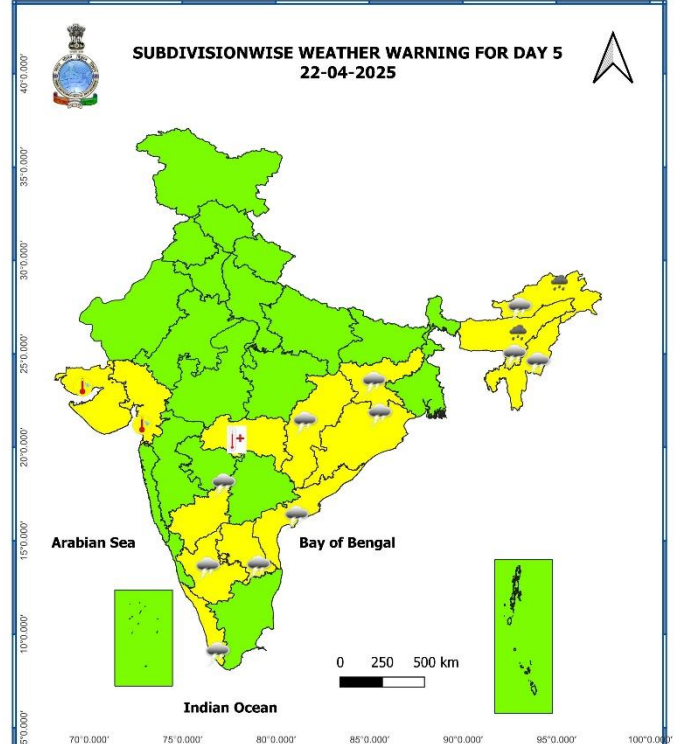 SUBDIVISIONWISE WEATHER WARNING FOR DAY 5
22-04-2025
40°0.000'
35°0.000'
30°0.000'
25°0.000'
20°0.000'
15°0.000'
10°0.000'
5°0.000'
Arabian Sea
Bay of Bengal
0 250 500 km
Indian Ocean
70°0.000' 75°0.000' 80°0.000' 85°0.000' 90°0.000' 95°0.000' 100°0.000'